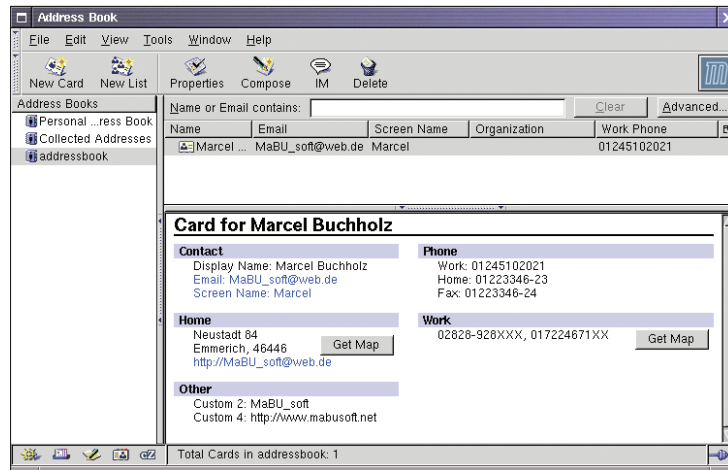 Address Book
File Edit View Tools Window Help
New Card New List Properties Compose IM Delete
Address Books
Personal ...ress Book
Collected Addresses
addressbook
Name or Email contains: Clear Advanced...
Name Email Screen Name Organization Work Phone
Marcel ... MaBU_soft@web.de Marcel 01245102021
Card for Marcel Buchholz
Contact
Display Name: Marcel Buchholz
Email: MaBU_soft@web.de
Screen Name: Marcel
Phone
Work: 01245102021
Home: 01223346-23
Fax: 01223346-24
Home
Neustadt 84
Emmerich, 46446
http://MaBU_soft@web.de
Get Map
Work
02828-928XXX, 017224671XX
Get Map
Other
Custom 2: MaBU_soft
Custom 4: http://www.mabusoft.net
Total Cards in addressbook: 1